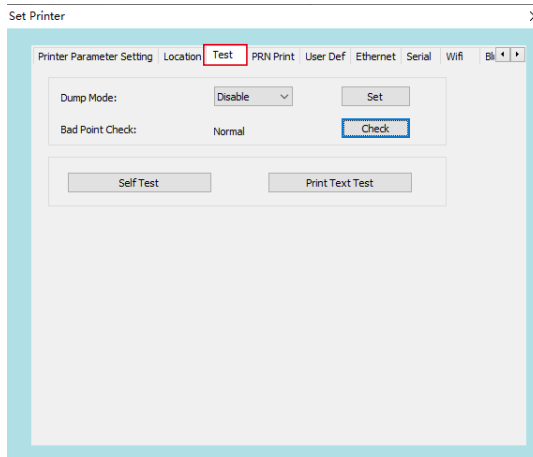 Set Printer
Printer Parameter Setting Location Test PRN Print User Def Ethernet Serial Wifi
Dump Mode: Disable Set
Bad Point Check: Normal Check
Self Test Print Text Test